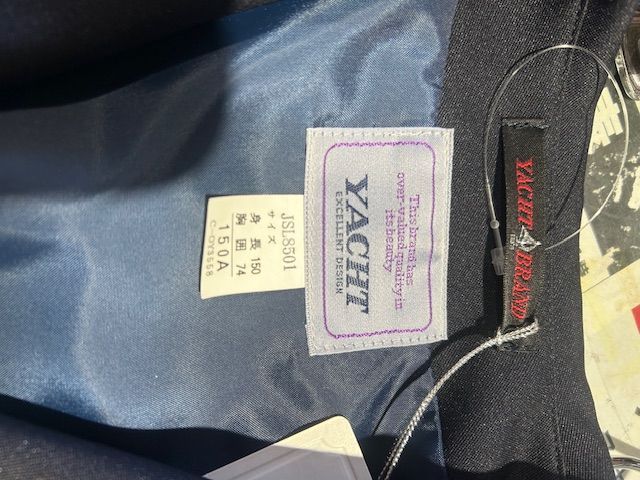 YACHT BRAND
This brand has
over-valued quality in
its beauty
YACHT
EXCELLENT DESIGN
JSL8501
サイズ
身長 150
胸囲 74
150A